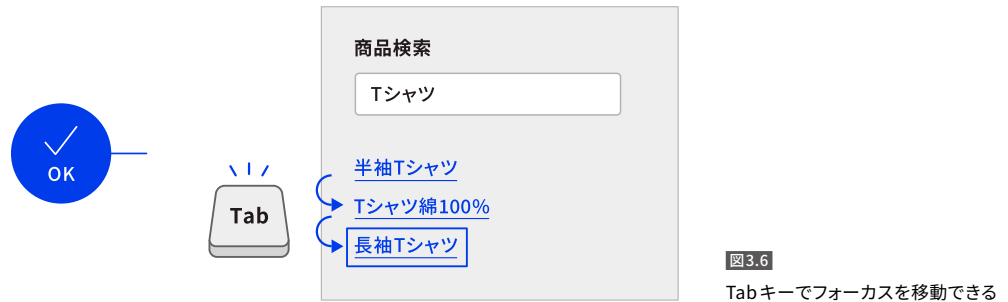 商品検索
Tシャツ
OK
Tab
半袖Tシャツ
Tシャツ綿100%
長袖Tシャツ
図3.6
Tabキーでフォーカスを移動できる